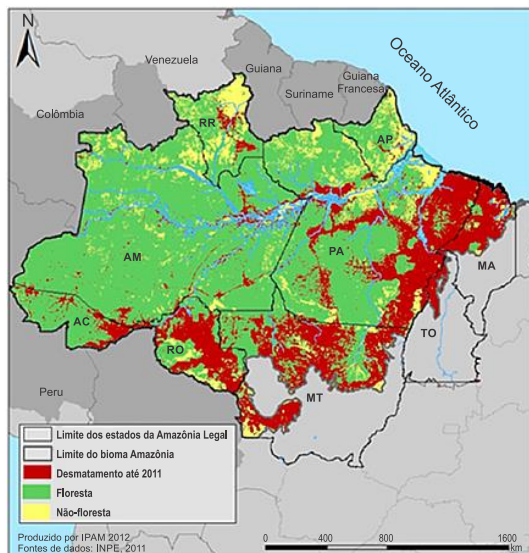 N
Oceano Atlântico
Venezuela
Guiana
Suriname
Guiana
Francesa
Colômbia
RR
AP
AM
PA
MA
TO
AC
RO
MT
Peru
Limite dos estados da Amazônia Legal
Limite do bioma Amazônia
Desmatamento até 2011
Floresta
Não-floresta
Produzido por IPAM 2012
Fontes de dados: INPE, 2011
0 400 800 1600
km